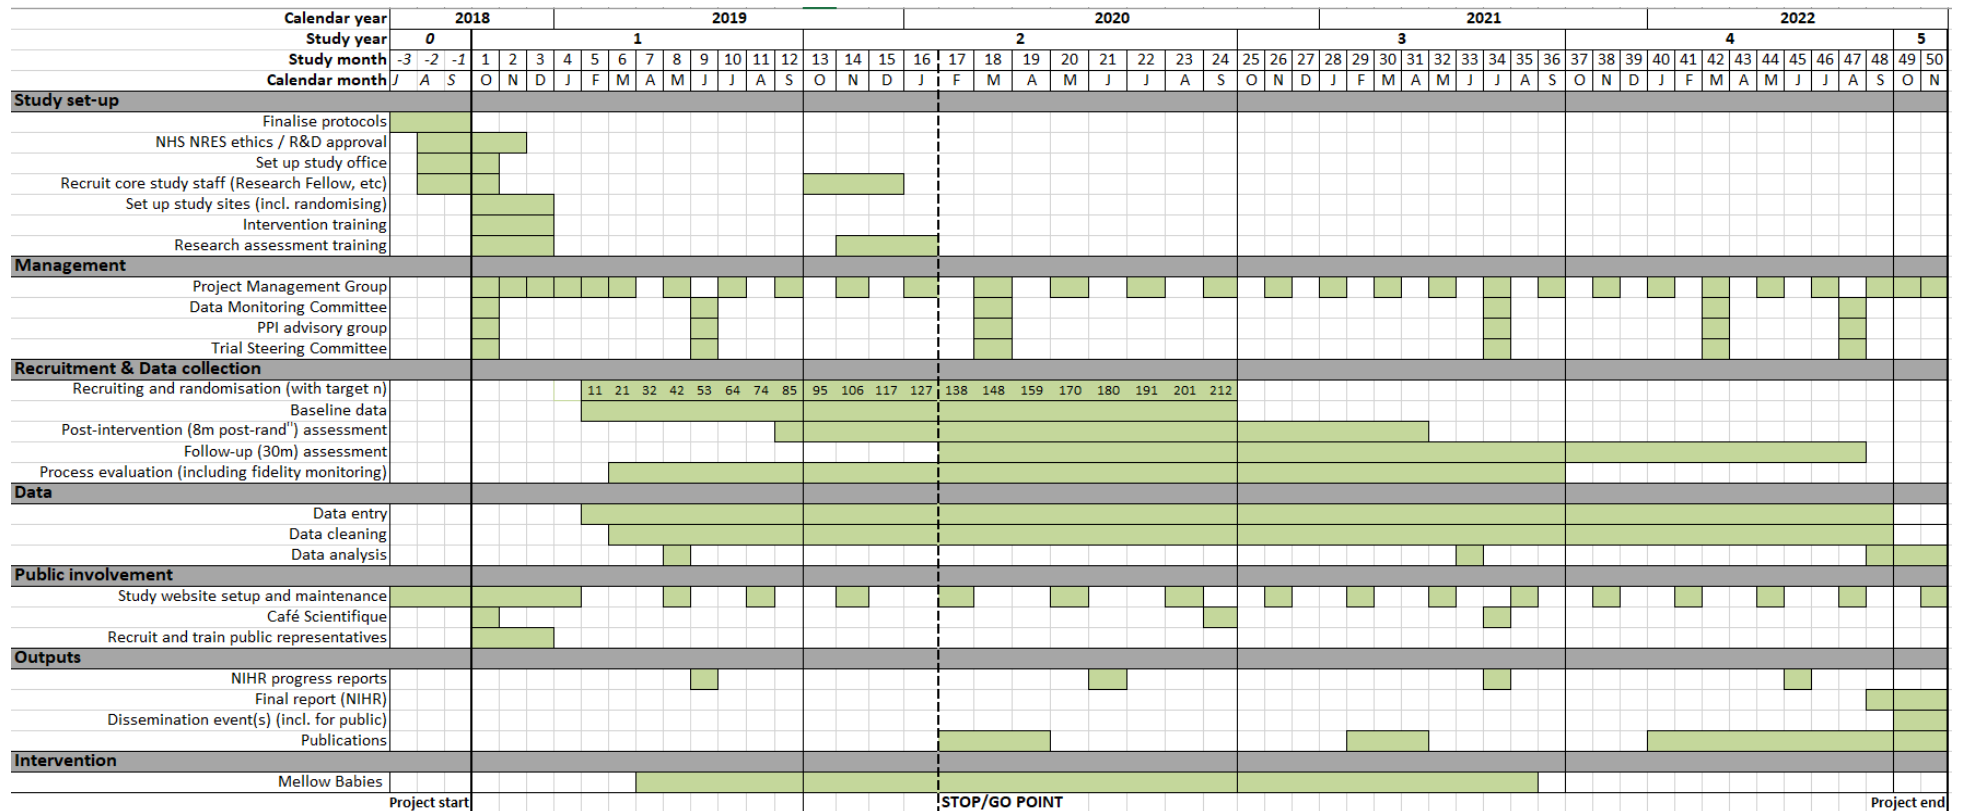 Calendar year 2018 2019 2020 2021 2022
Study year 0 1 2 3 4 5
Study month -3 -2 -1 1 2 3 4 5 6 7 8 9 10 11 12 13 14 15 16 17 18 19 20 21 22 23 24 25 26 27 28 29 30 31 32 33 34 35 36 37 38 39 40 41 42 43 44 45 46 47 48 49 50
Calendar month J A S O N D J F M A M J J A S O N D J F M A M J J A S O N D J F M A M J J A S O N D J F M A M J J A S O N
Study set-up
Finalise protocols
NHS NRES ethics / R&D approval
Set up study office
Recruit core study staff (Research Fellow, etc)
Set up study sites (incl. randomising)
Intervention training
Research assessment training
Management
Project Management Group
Data Monitoring Committee
PPI advisory group
Trial Steering Committee
Recruitment & Data collection
Recruiting and randomisation (with target n) 11 21 32 42 53 64 74 85 95 106 117 127 138 148 159 170 180 191 201 212
Baseline data
Post-intervention (8m post-rand") assessment
Follow-up (30m) assessment
Process evaluation (including fidelity monitoring)
Data
Data entry
Data cleaning
Data analysis
Public involvement
Study website setup and maintenance
Café Scientifique
Recruit and train public representatives
Outputs
NIHR progress reports
Final report (NIHR)
Dissemination event(s) (incl. for public)
Publications
Intervention
Mellow Babies
Project start STOP/GO POINT Project end